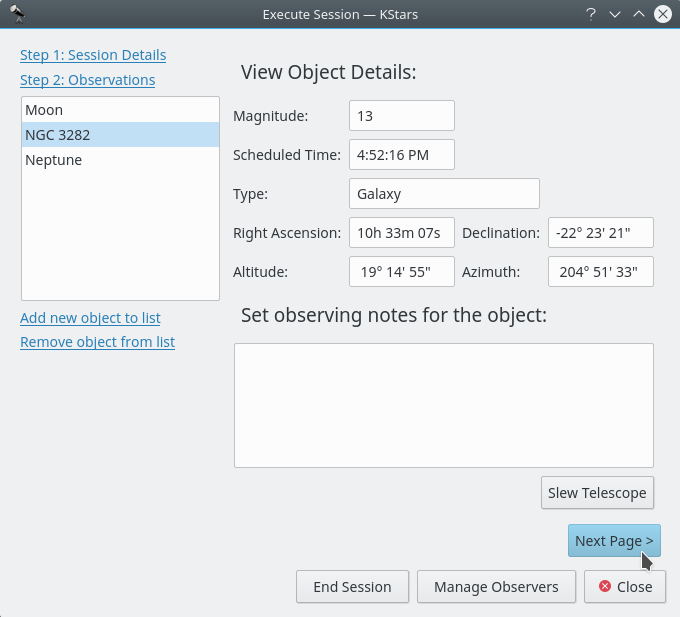 Execute Session — KStars
Step 1: Session Details
Step 2: Observations
Moon
NGC 3282
Neptune
Add new object to list
Remove object from list
View Object Details:
Magnitude: 13
Scheduled Time: 4:52:16 PM
Type: Galaxy
Right Ascension: 10h 33m 07s Declination: -22° 23' 21"
Altitude: 19° 14' 55" Azimuth: 204° 51' 33"
Set observing notes for the object:
Slew Telescope
Next Page >
End Session Manage Observers Close